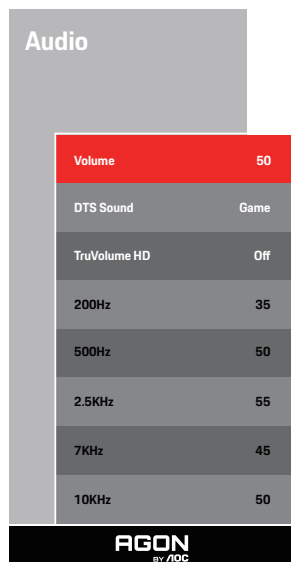 Audio
Volume 50
DTS Sound Game
TruVolume HD Off
200Hz 35
500Hz 50
2.5KHz 55
7KHz 45
10KHz 50
AGON
BY AOC